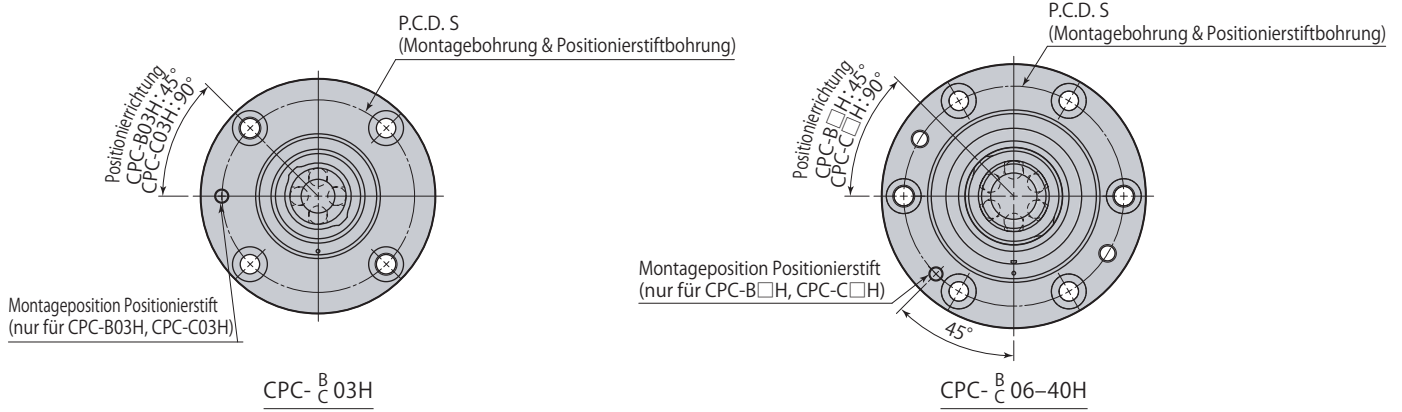 P.C.D. S
(Montagebohrung & Positionierstiftbohrung)
Positionierrichtung
CPC-B03H:45°
CPC-C03H:90°
Montageposition Positionierstift
(nur für CPC-B03H, CPC-C03H)
CPC- B C 03H
P.C.D. S
(Montagebohrung & Positionierstiftbohrung)
Positionierrichtung
CPC-B□H:45°
CPC-C□H:90°
Montageposition Positionierstift
(nur für CPC-B□H, CPC-C□H)
45°
CPC- B C 06–40H